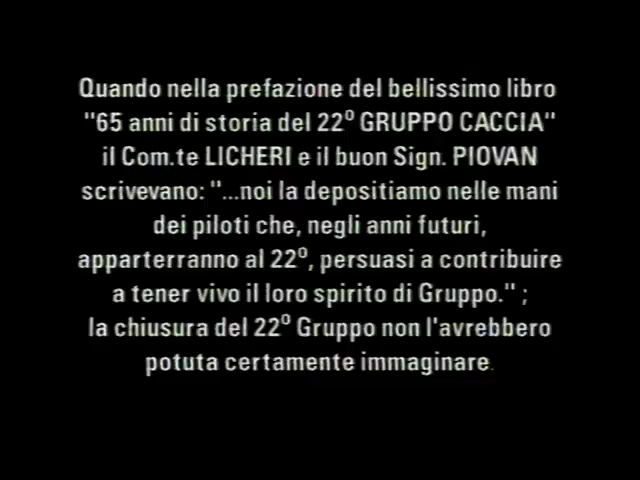 Quando nella prefazione del bellissimo libro
"65 anni di storia del 22º GRUPPO CACCIA"
il Com.te LICHERI e il buon Sign. PIOVAN
scrivevano: "...noi la depositiamo nelle mani
dei piloti che, negli anni futuri,
apparterranno al 22º, persuasi a contribuire
a tener vivo il loro spirito di Gruppo." ;
la chiusura del 22º Gruppo non l'avrebbero
potuta certamente immaginare.